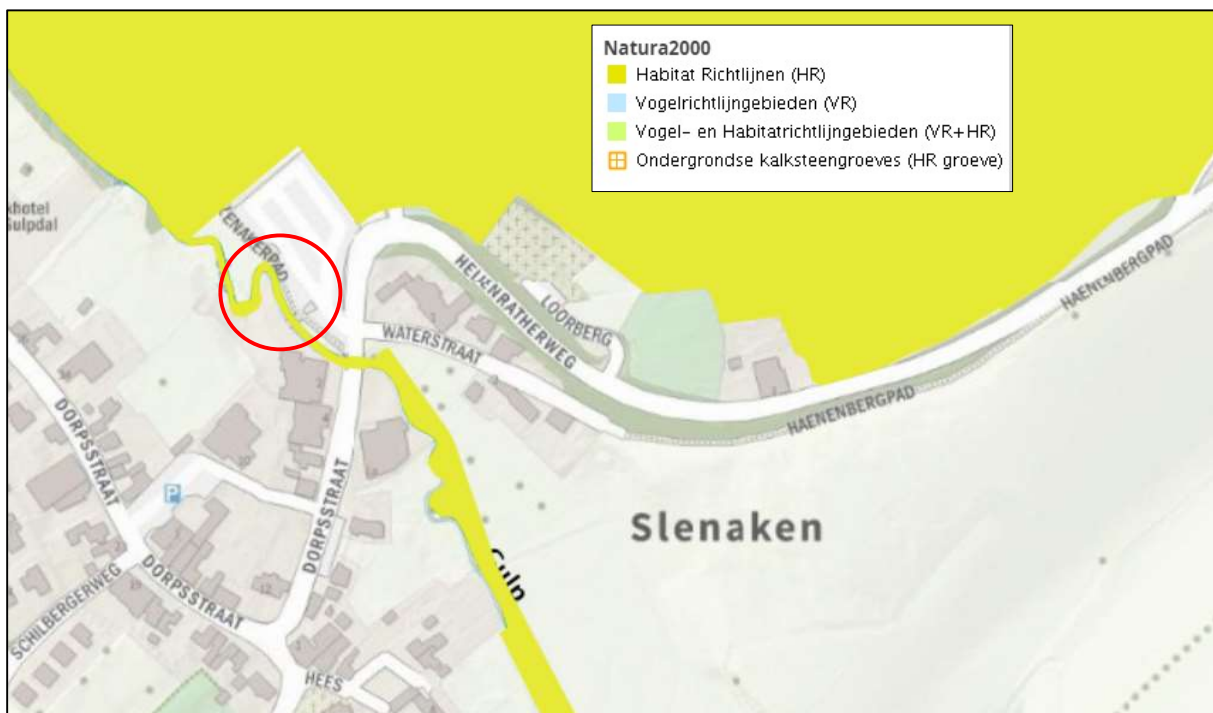 Natura2000
Habitat Richtlijnen (HR)
Vogelrichtlijngebieden (VR)
Vogel- en Habitatrichtlijngebieden (VR+HR)
Ondergrondse kalksteengroeves (HR groeve)
HEIJENRATHERWEG
LOORBERG
WATERSTRAAT
HAENENBERGPAD
HAENENBERGPAD
DORPSSTRAAT
DORPSSTRAAT
DORPSSTRAAT
P
Slenaken
Gulp
SCHILBERGERWEG
HEES